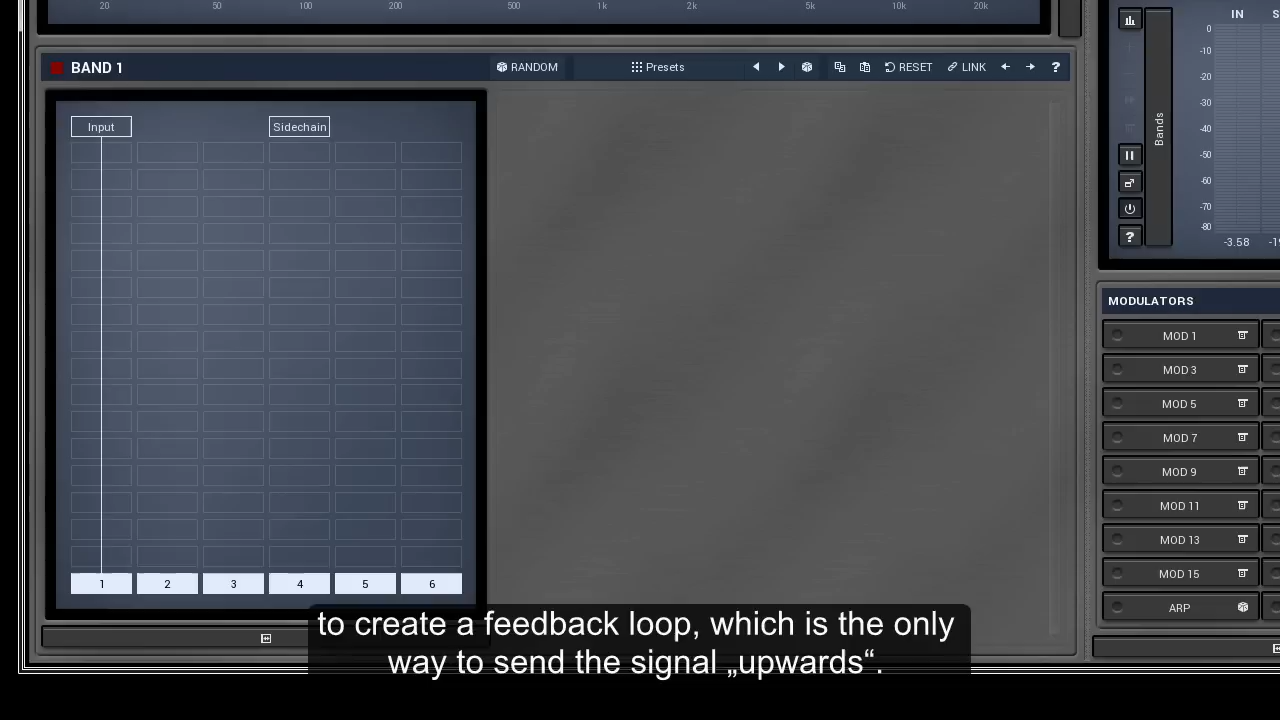 20 50 100 200 500 1k 2k 5k 10k 20k
BAND 1
RANDOM
Presets
RESET
LINK
?
Input
Sidechain
1 2 3 4 5 6
IN
0
-10
-20
-30
-40
-50
-60
-70
-80
-3.58
Bands
?
MODULATORS
MOD 1
MOD 3
MOD 5
MOD 7
MOD 9
MOD 11
MOD 13
MOD 15
ARP
to create a feedback loop, which is the only
way to send the signal „upwards“.